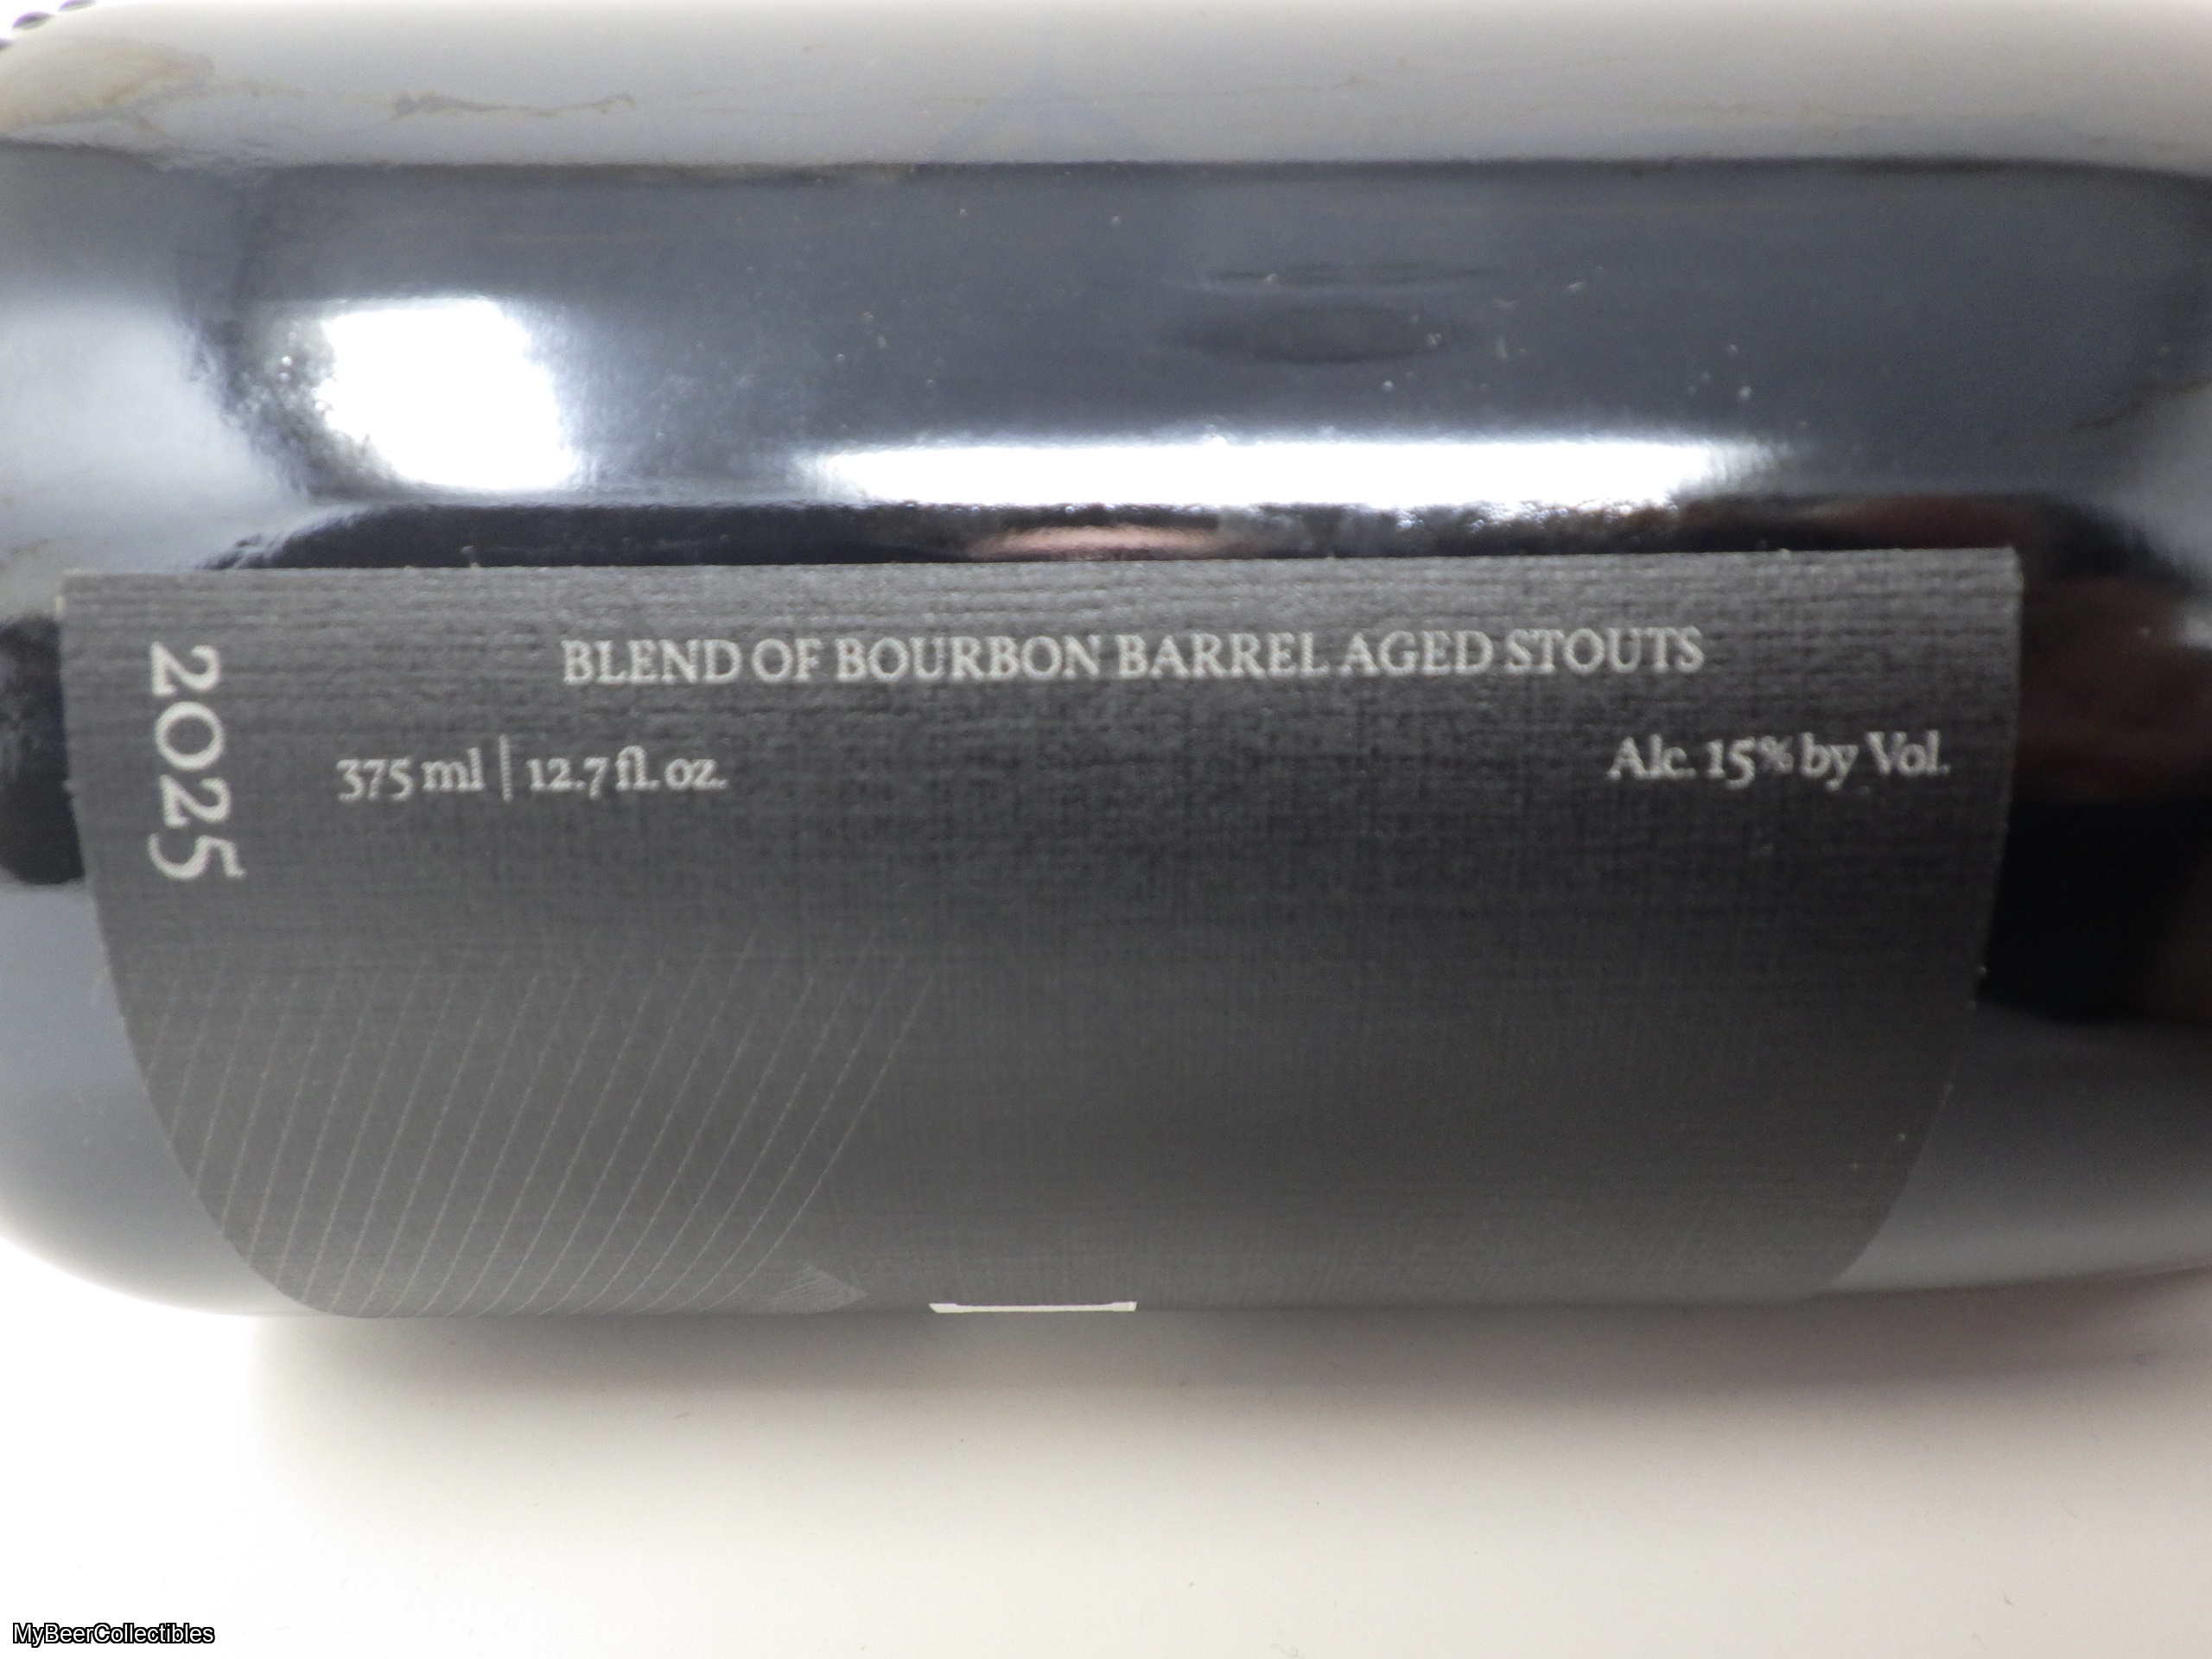 BLEND OF BOURBON BARREL AGED STOUTS
2025
375 ml | 12.7 fl. oz.
Alc. 15% by Vol.
MyBeerCollectibles